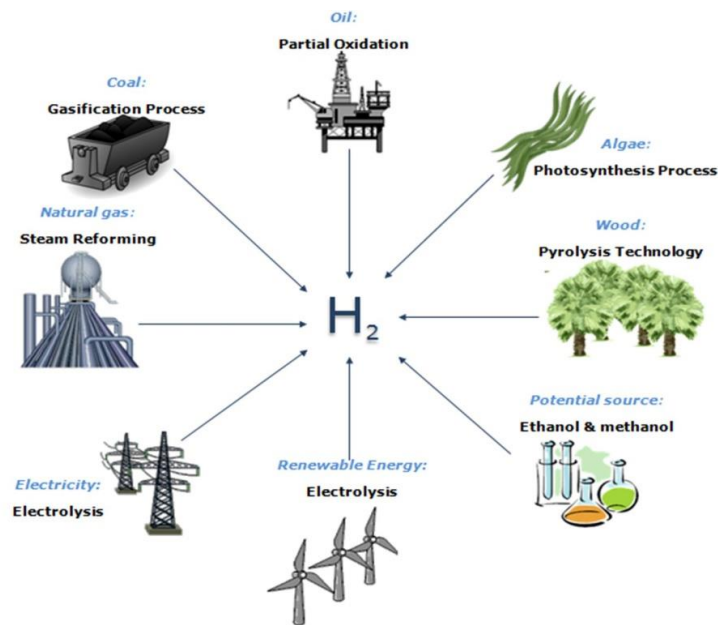 Oil:
Partial Oxidation
Coal:
Gasification Process
Algae:
Photosynthesis Process
Natural gas:
Steam Reforming
Wood:
Pyrolysis Technology
H2
Potential source:
Ethanol & methanol
Renewable Energy:
Electrolysis
Electricity:
Electrolysis